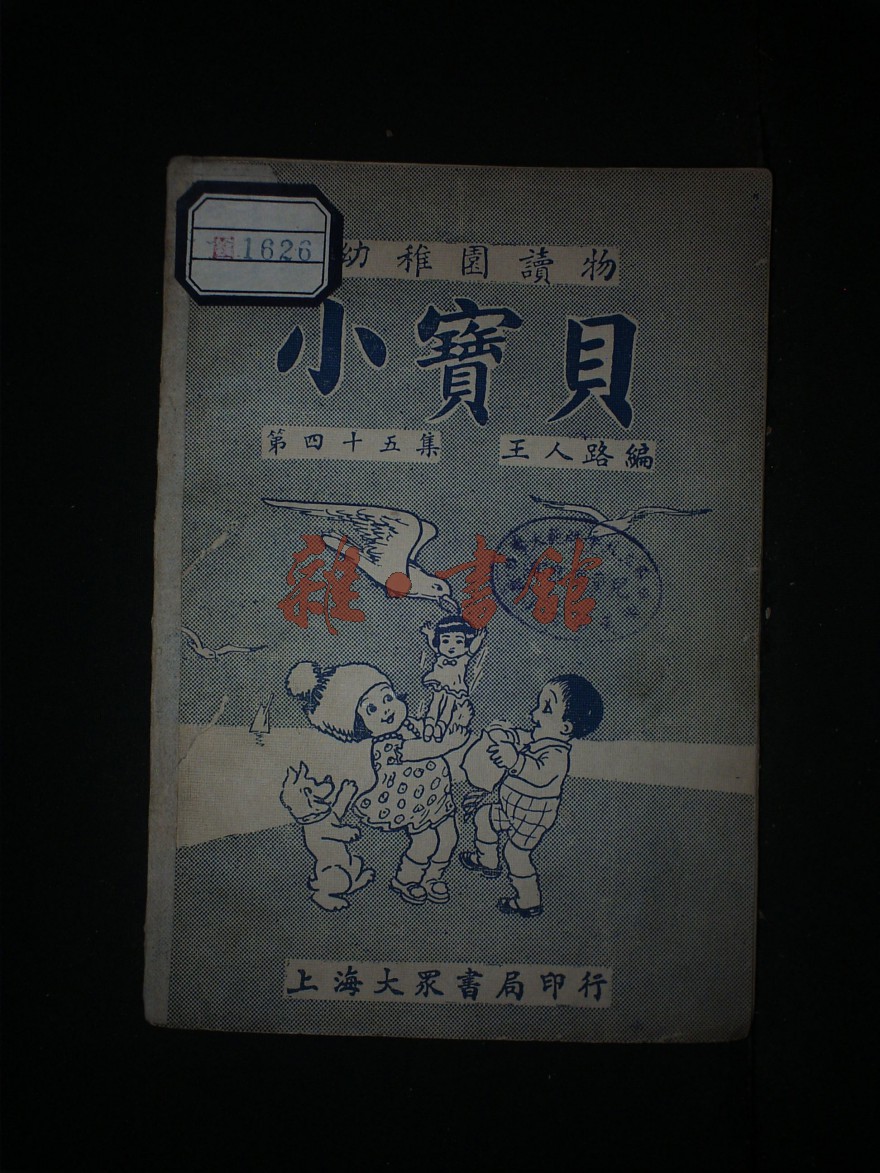 1626
幼稚園讀物
小寶貝
第四十五集 王人路編
雜·書館
上海大眾書局印行